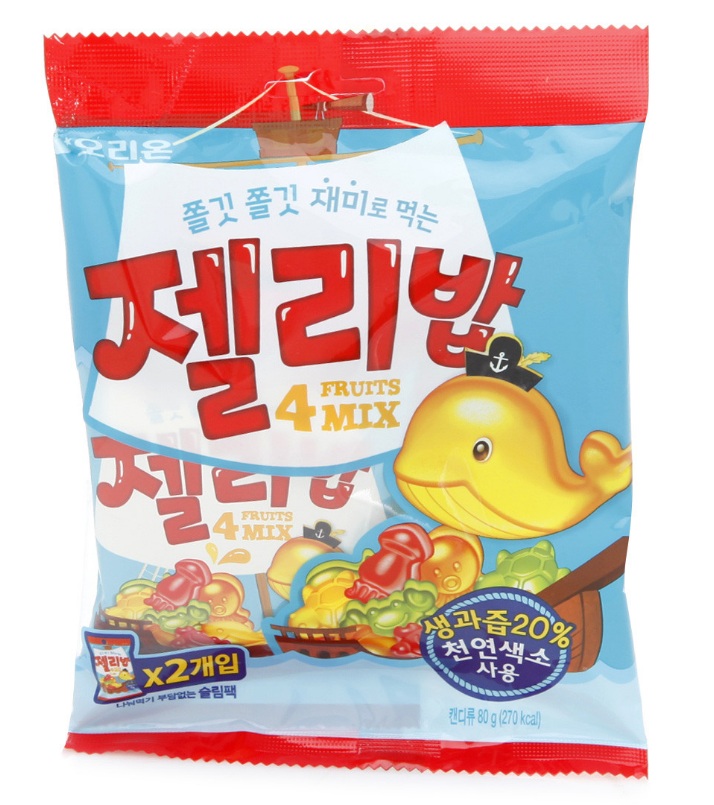 오리온
쫄깃 쫄깃 재미로 먹는
젤리밥
4 FRUITS
MIX
젤리밥
4 FRUITS
MIX
생과즙20%
천연색소
사용
젤리밥
X2개입
나눠먹기 부담없는 슬림팩
캔디류 80 g (270 kcal)